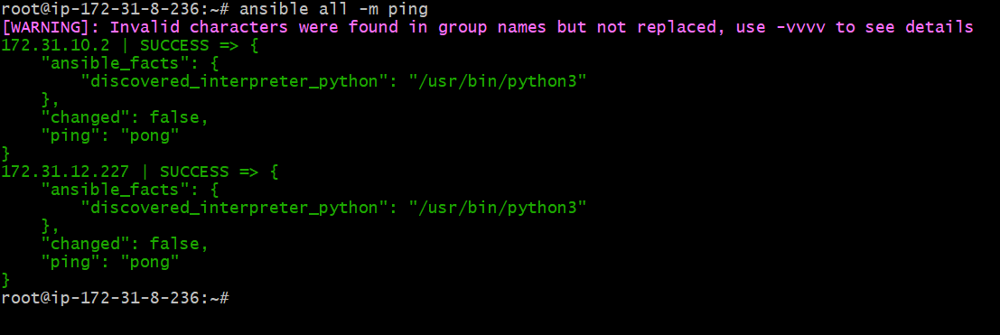 root@ip-172-31-8-236:~# ansible all -m ping
[WARNING]: Invalid characters were found in group names but not replaced, use -vvvv to see details
172.31.10.2 | SUCCESS => {
    "ansible_facts": {
        "discovered_interpreter_python": "/usr/bin/python3"
    },
    "changed": false,
    "ping": "pong"
}
172.31.12.227 | SUCCESS => {
    "ansible_facts": {
        "discovered_interpreter_python": "/usr/bin/python3"
    },
    "changed": false,
    "ping": "pong"
}
root@ip-172-31-8-236:~#